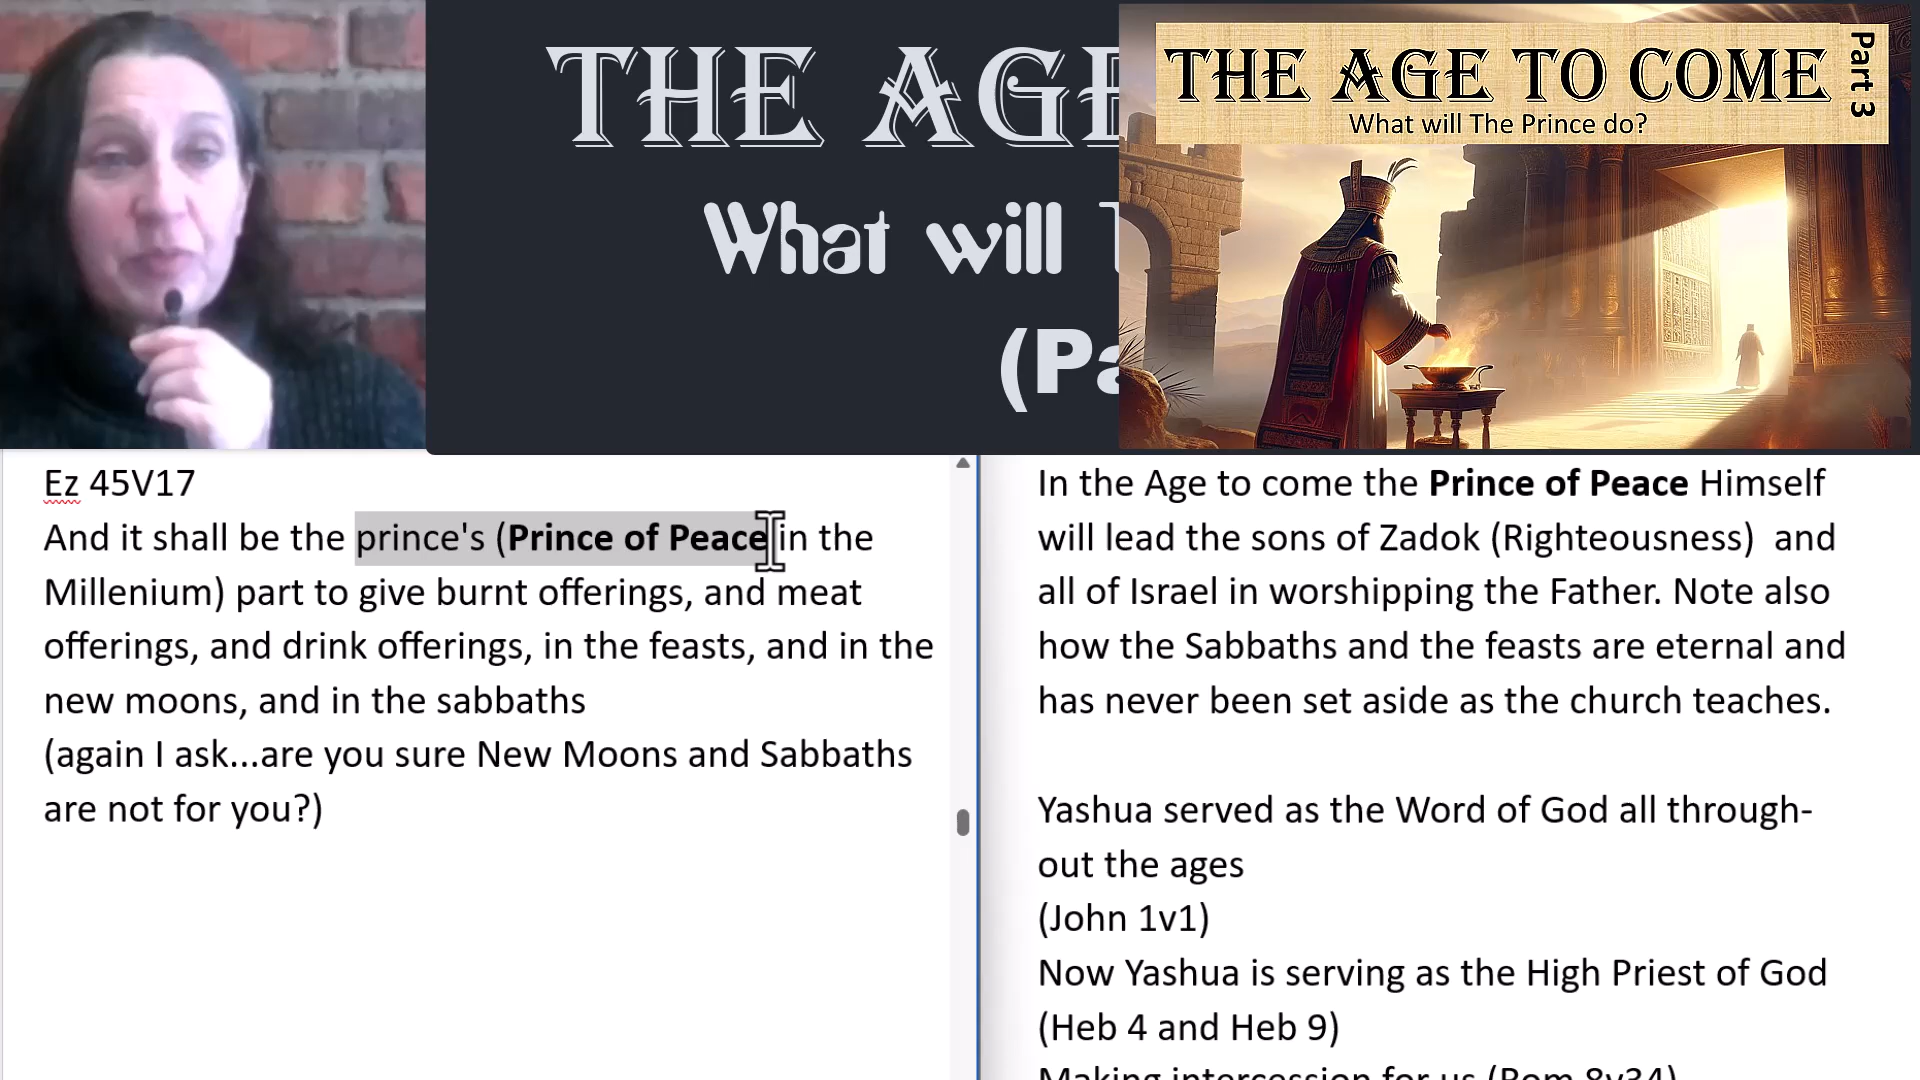 THE AGE
What will
(Pa
THE AGE TO COME
Part 3
What will The Prince do?
Ez 45V17
And it shall be the prince's (Prince of Peace in the
Millenium) part to give burnt offerings, and meat
offerings, and drink offerings, in the feasts, and in the
new moons, and in the sabbaths
(again I ask...are you sure New Moons and Sabbaths
are not for you?)
In the Age to come the Prince of Peace Himself
will lead the sons of Zadok (Righteousness)  and
all of Israel in worshipping the Father. Note also
how the Sabbaths and the feasts are eternal and
has never been set aside as the church teaches.
Yashua served as the Word of God all through-
out the ages
(John 1v1)
Now Yashua is serving as the High Priest of God
(Heb 4 and Heb 9)
Making intercession for us (Rom 8v34)